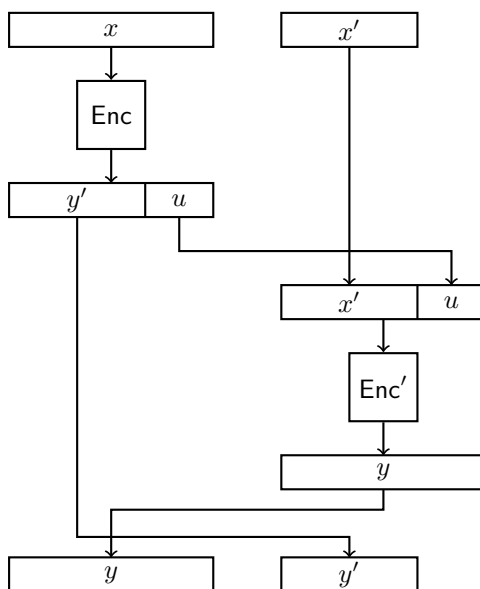 x x′
Enc
y′ u
x′ u
Enc′
y
y y′